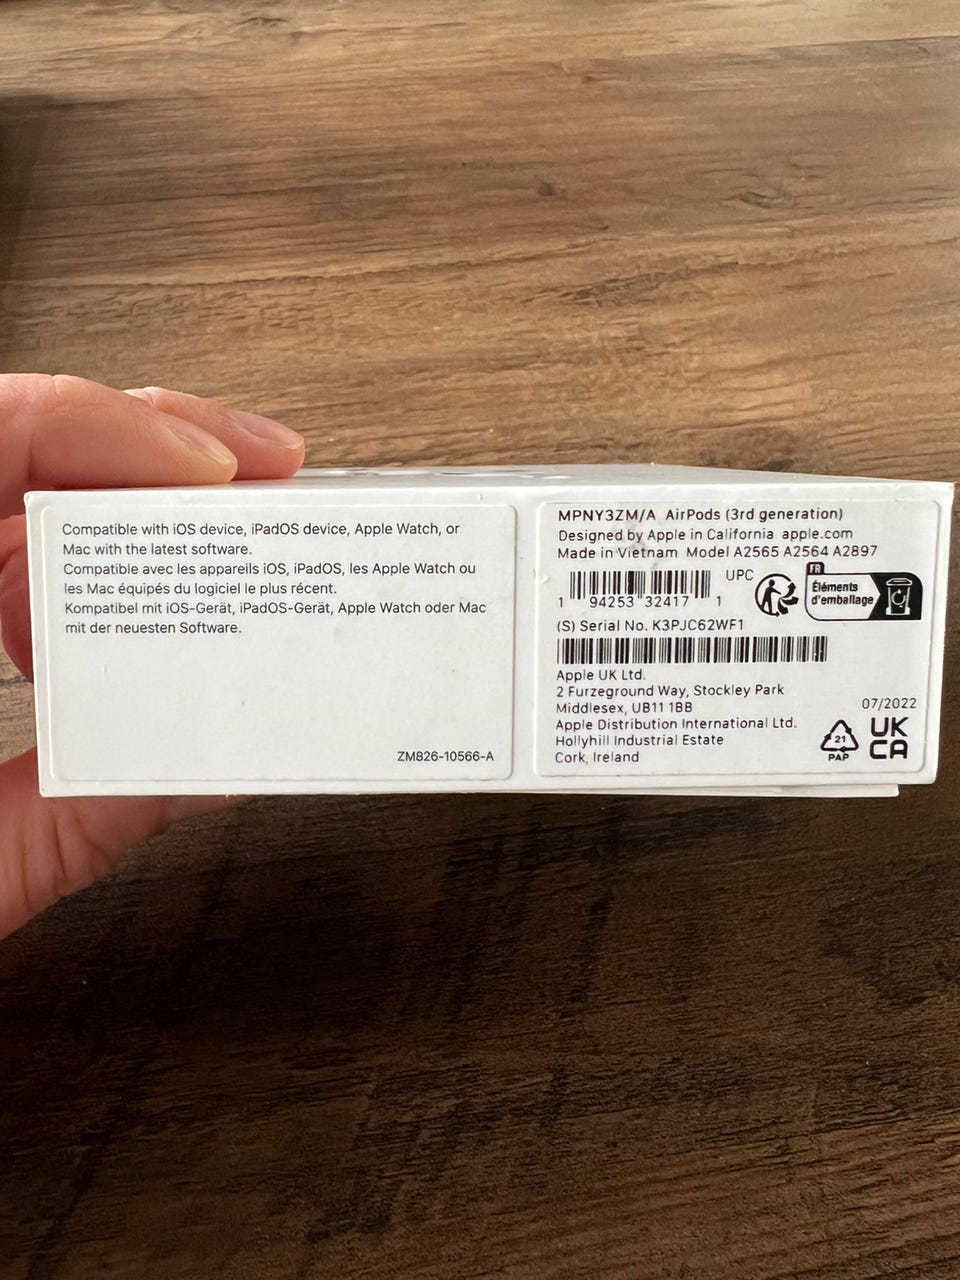 Compatible with iOS device, iPadOS device, Apple Watch, or
Mac with the latest software.
Compatible avec les appareils iOS, iPadOS, les Apple Watch ou
les Mac équipés du logiciel le plus récent.
Kompatibel mit iOS-Gerät, iPadOS-Gerät, Apple Watch oder Mac
mit der neuesten Software.
ZM826-10566-A
MPNY3ZM/A AirPods (3rd generation)
Designed by Apple in California apple.com
Made in Vietnam Model A2565 A2564 A2897
UPC
1 94253 32417 1
FR
Éléments
d'emballage
(S) Serial No. K3PJC62WF1
Apple UK Ltd.
2 Furzeground Way, Stockley Park
Middlesex, UB11 1BB
Apple Distribution International Ltd.
Hollyhill Industrial Estate
Cork, Ireland
07/2022
21
PAP
UK
CA